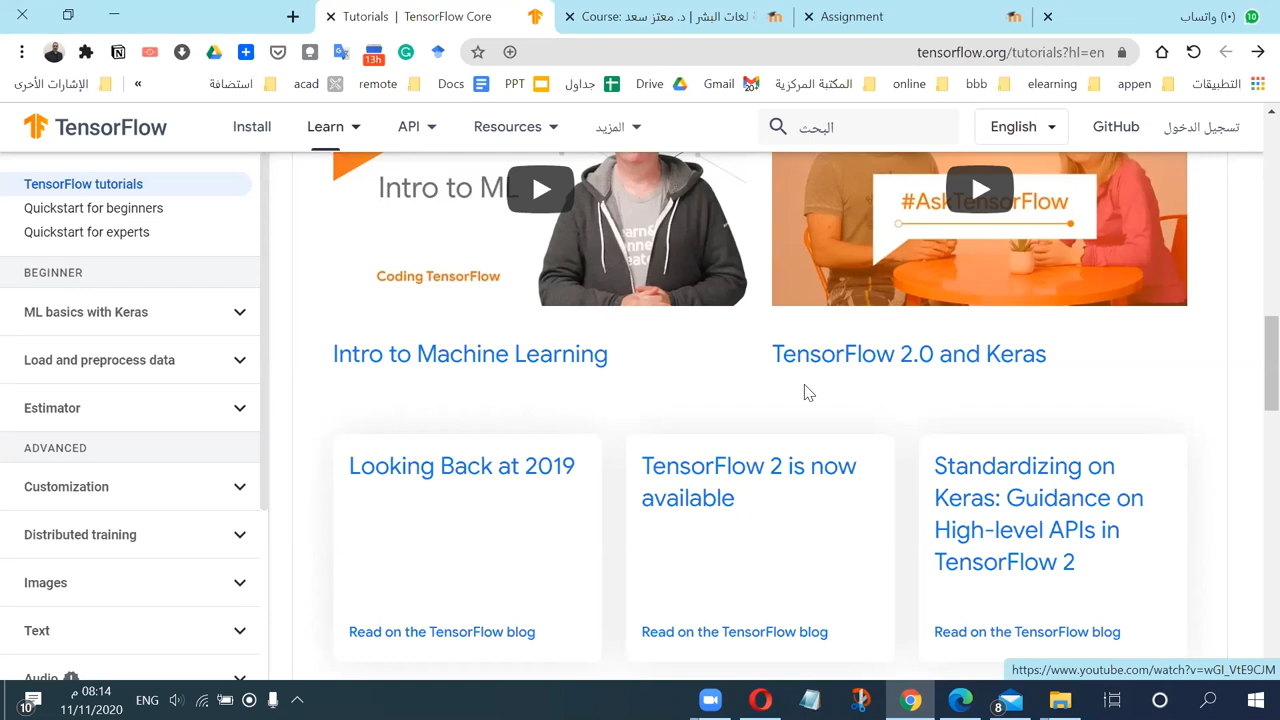 Tutorials | TensorFlow Core
Course: لغات البشر | د. معتز سعد
Assignment
(١٠) واتساب
10
13h
tensorflow.org/tutorials?hl=en
الإشارات الأخرى
«
استضافة
acad
remote
Docs
PPT
جداول
Drive
Gmail
20
المكتبة المركزية
online
bbb
elearning
appen
التطبيقات
TensorFlow
Install
Learn
API
Resources
المزيد
البحث
English
GitHub
تسجيل الدخول
TensorFlow tutorials
Quickstart for beginners
Quickstart for experts
BEGINNER
ML basics with Keras
Load and preprocess data
Estimator
ADVANCED
Customization
Distributed training
Images
Text
Audio
Intro to ML
Coding TensorFlow
#AskTensorFlow
Intro to Machine Learning
TensorFlow 2.0 and Keras
Looking Back at 2019
Read on the TensorFlow blog
TensorFlow 2 is now
available
Read on the TensorFlow blog
Standardizing on
Keras: Guidance on
High-level APIs in
TensorFlow 2
Read on the TensorFlow blog
https://www.youtube.com/watch?v=wGI_VtE9CJM
10
08:14 م
11/11/2020
ENG
8